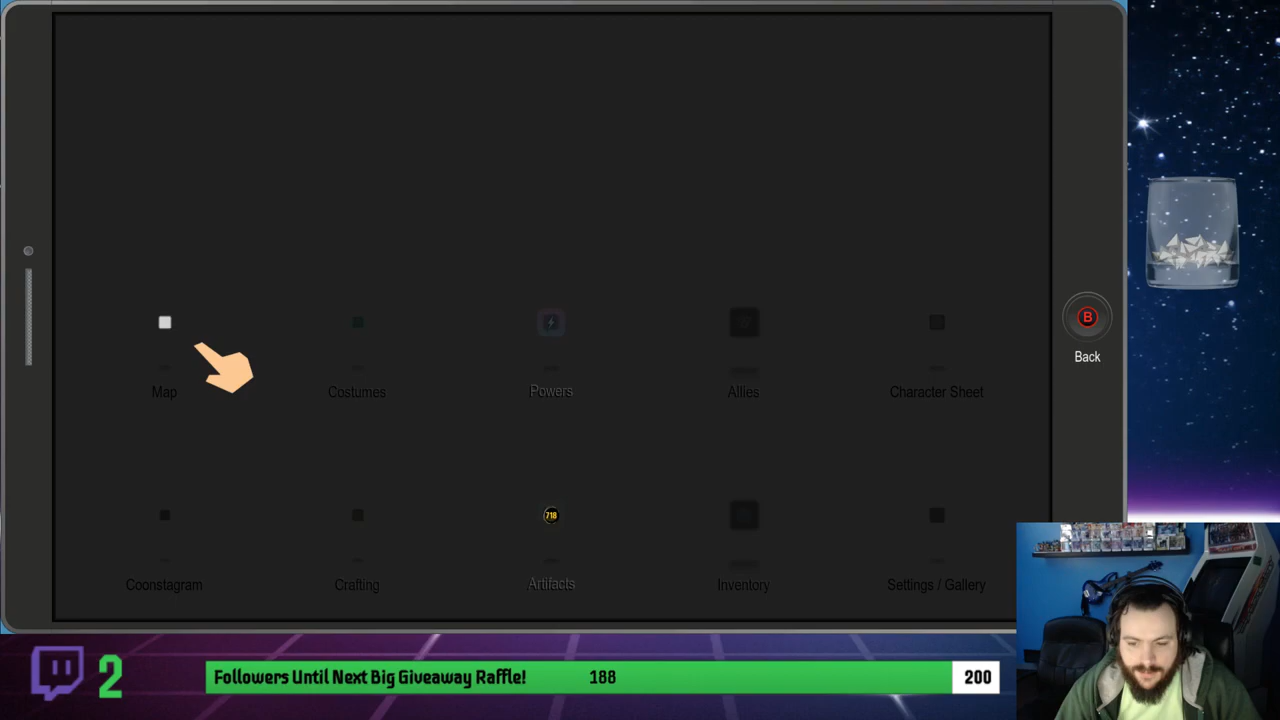 B
Back
Map
Costumes
Powers
Allies
Character Sheet
718
Coonstagram
Crafting
Artifacts
Inventory
Settings / Gallery
2
Followers Until Next Big Giveaway Raffle! 188 200